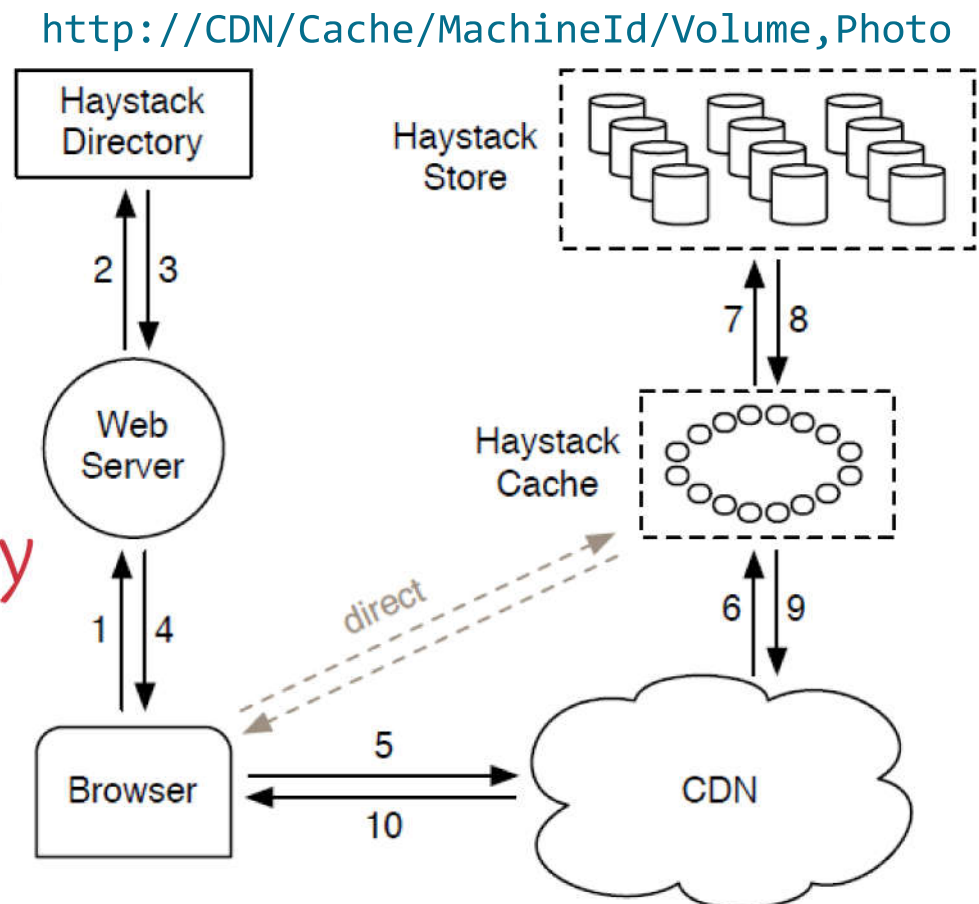 http://CDN/Cache/MachineId/Volume,Photo
Haystack
Directory
Haystack
Store
2
3
7
8
Web
Server
Haystack
Cache
y
direct
1
4
6
9
5
Browser
CDN
10